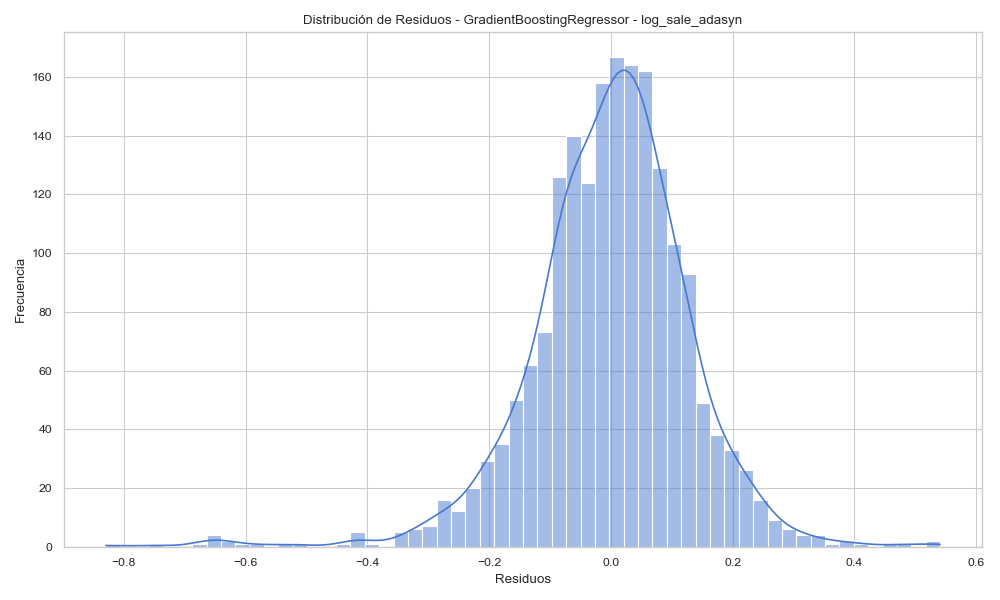 Distribución de Residuos - GradientBoostingRegressor - log_sale_adasyn
160
140
120
100
80
60
40
20
0
Frecuencia
−0.8 −0.6 −0.4 −0.2 0.0 0.2 0.4 0.6
Residuos